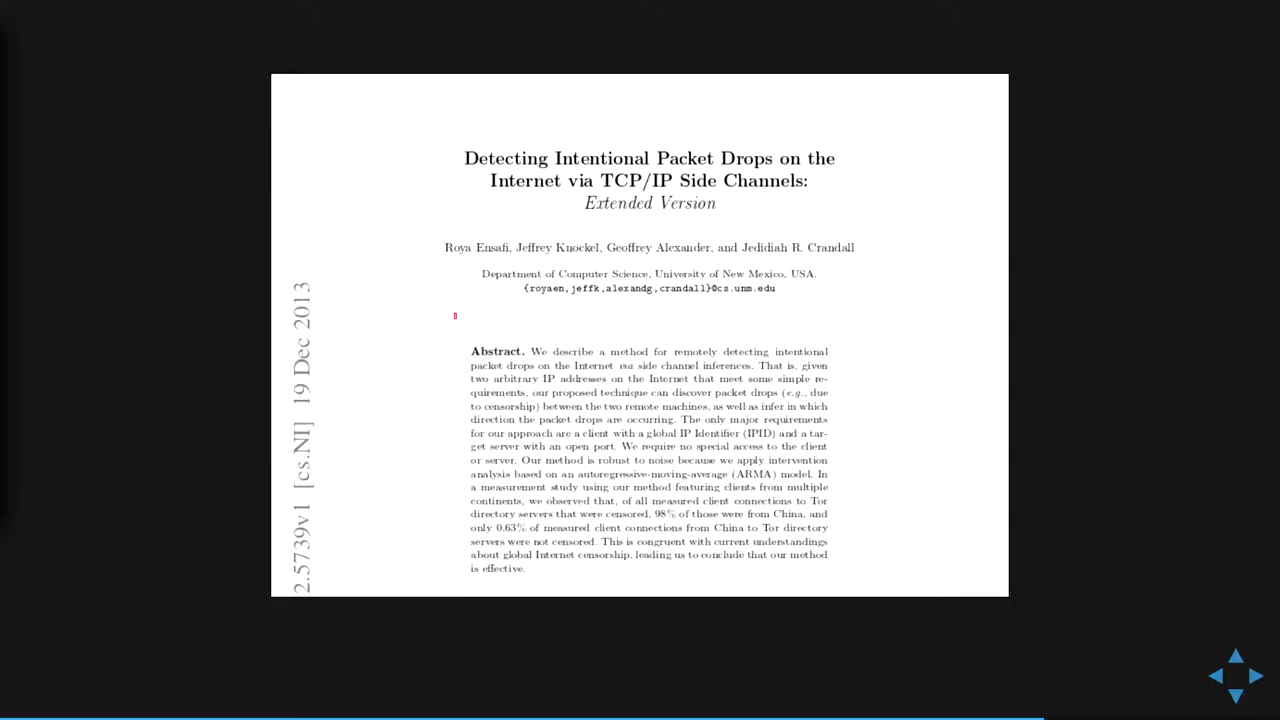 Detecting Intentional Packet Drops on the
Internet via TCP/IP Side Channels:
Extended Version
Roya Ensafi, Jeffrey Knockel, Geoffrey Alexander, and Jedidiah R. Crandall
Department of Computer Science, University of New Mexico, USA.
{royaen,jeffk,alexandg,crandall}@cs.unm.edu
Abstract. We describe a method for remotely detecting intentional
packet drops on the Internet via side channel inferences. That is, given
two arbitrary IP addresses on the Internet that meet some simple re-
quirements, our proposed technique can discover packet drops (e.g., due
to censorship) between the two remote machines, as well as infer in which
direction the packet drops are occurring. The only major requirements
for our approach are a client with a global IP Identifier (IPID) and a tar-
get server with an open port. We require no special access to the client
or server. Our method is robust to noise because we apply intervention
analysis based on an autoregressive-moving-average (ARMA) model. In
a measurement study using our method featuring clients from multiple
continents, we observed that, of all measured client connections to Tor
directory servers that were censored, 98% of those were from China, and
only 0.63% of measured client connections from China to Tor directory
servers were not censored. This is congruent with current understandings
about global Internet censorship, leading us to conclude that our method
is effective.
2.5739v1 [cs.NI] 19 Dec 2013